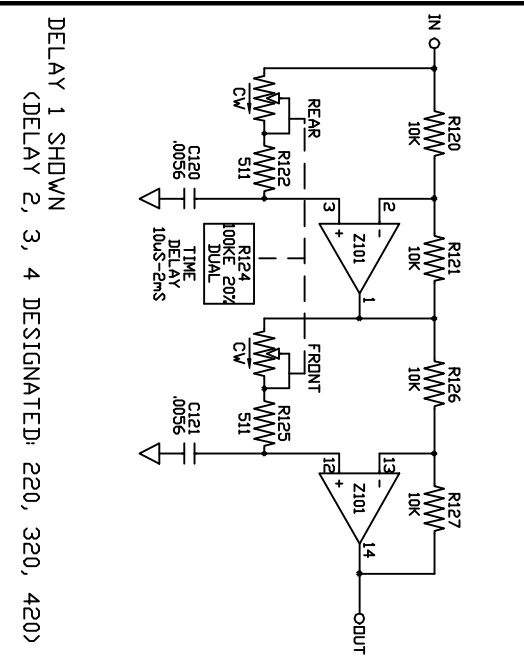 IN
R120
10K
R121
10K
R126
10K
R127
10K
REAR
CW
R122
511
C120
.0056
2
-
3
+
Z101
1
R124
100KE 20%
DUAL
TIME
DELAY
10uS-2mS
FRONT
CW
R125
511
C121
.0056
13
-
12
+
Z101
14
OUT
DELAY 1 SHOWN
(DELAY 2, 3, 4 DESIGNATED: 220, 320, 420)